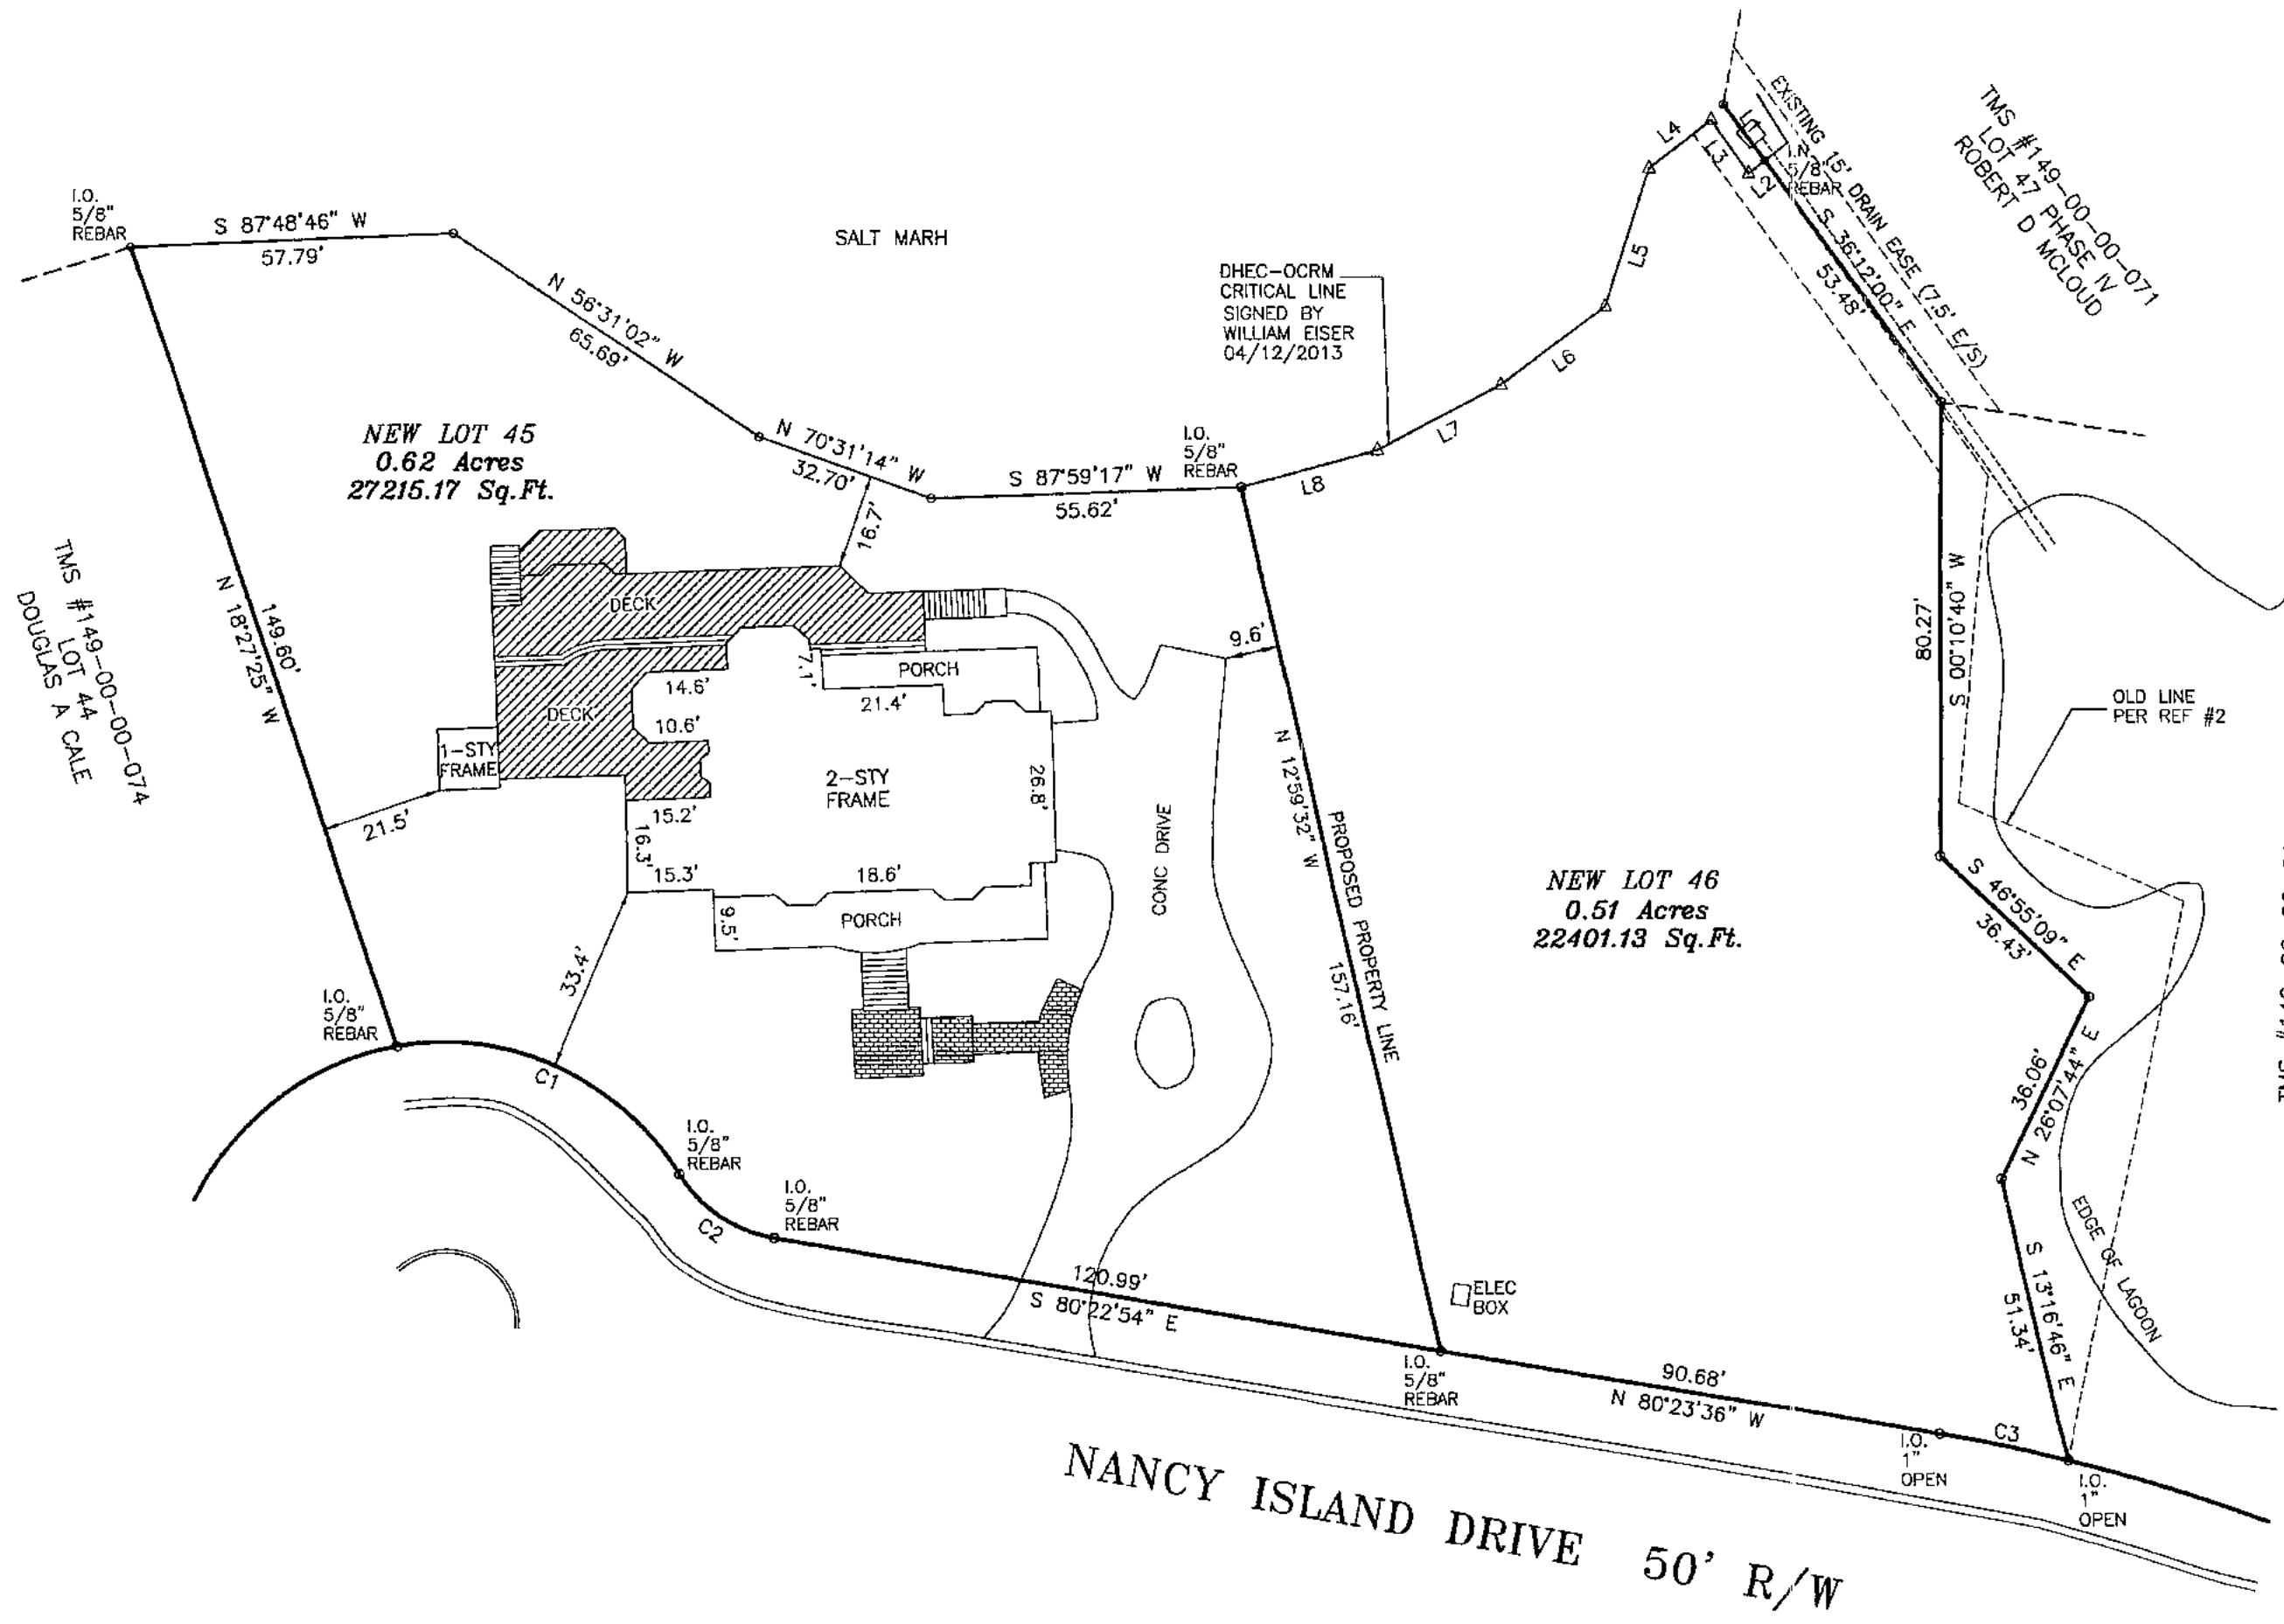 I.O.
5/8"
REBAR
S 87°48'46" W
57.79'
N 56°31'02" W
65.69'
SALT MARH
DHEC-OCRM
CRITICAL LINE
SIGNED BY
WILLIAM EISER
04/12/2013
L4
L3
L1
L2
I.N.
5/8"
REBAR
EXISTING 15' DRAIN EASE (7.5' E/S)
S 36°12'00" E
53.48'
TMS #149-00-00-071
LOT 47 PHASE IV
ROBERT D MCLOUD
L5
L6
L7
L8
NEW LOT 45
0.62 Acres
27215.17 Sq.Ft.
N 70°31'14" W
32.70'
16.7'
S 87°59'17" W
55.62'
I.O.
5/8"
REBAR
TMS #149-00-00-074
LOT 44
DOUGLAS A CALE
149.60'
N 18°27'25" W
DECK
DECK
1-STY
FRAME
21.5'
14.6'
10.6'
7.1'
PORCH
21.4'
2-STY
FRAME
26.8'
15.2'
16.3'
15.3'
18.6'
9.5'
PORCH
33.4'
CONC DRIVE
9.6'
N 12°59'32" W
157.16'
PROPOSED PROPERTY LINE
NEW LOT 46
0.51 Acres
22401.13 Sq.Ft.
80.27'
S 00°10'40" W
OLD LINE
PER REF #2
S 46°55'09" E
36.43'
36.06'
N 26°07'44" E
S 13°16'46" E
51.34'
EDGE OF LAGOON
I.O.
5/8"
REBAR
C1
I.O.
5/8"
REBAR
C2
I.O.
5/8"
REBAR
120.99'
S 80°22'54" E
ELEC
BOX
I.O.
5/8"
REBAR
90.68'
N 80°23'36" W
C3
I.O.
1"
OPEN
I.O.
1"
OPEN
NANCY ISLAND DRIVE 50' R/W